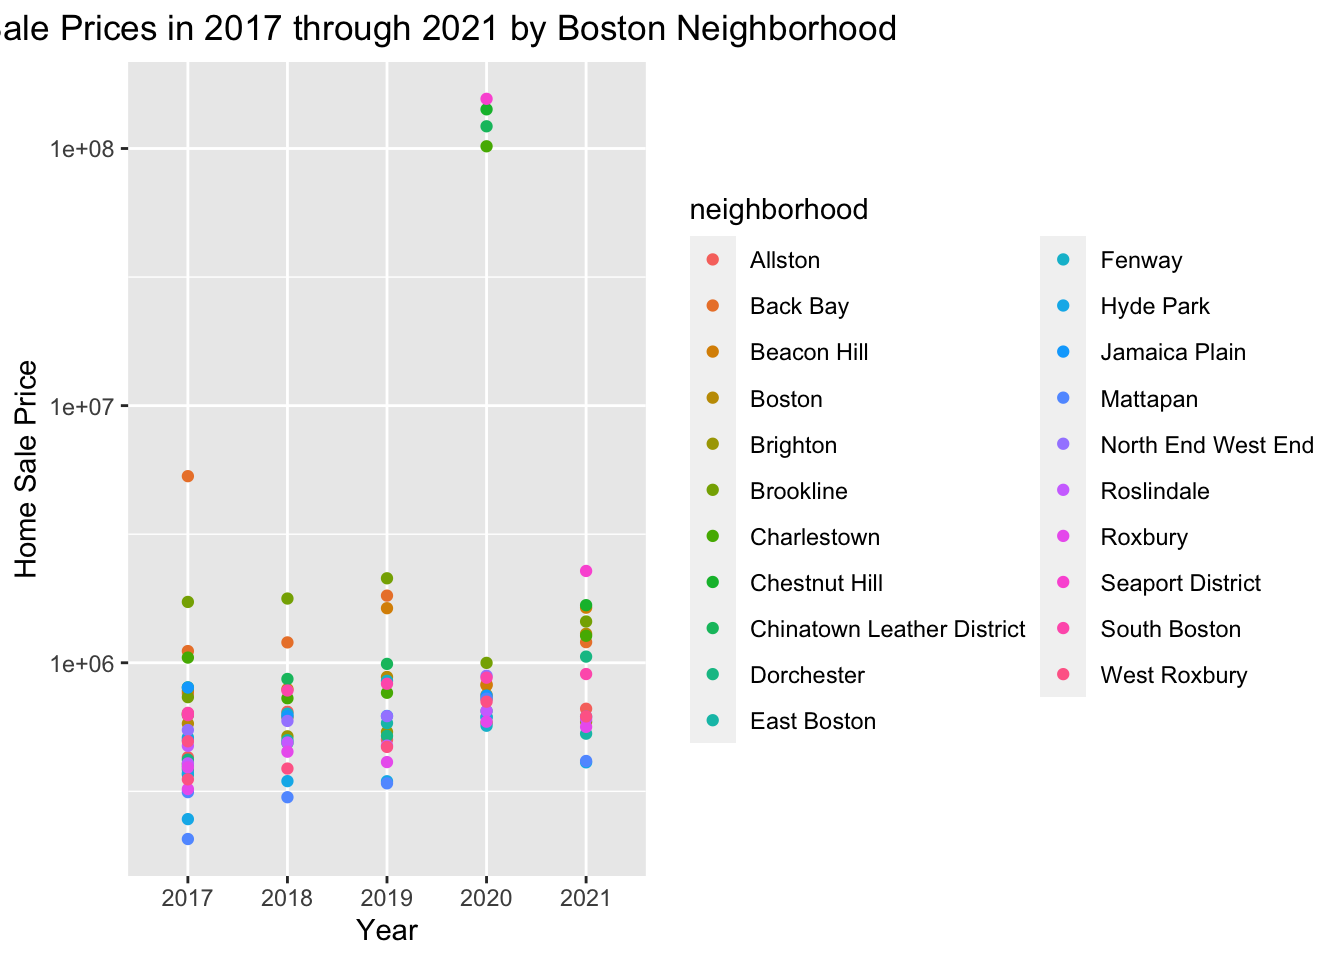 Prices in 2017 through 2021 by Boston Neighborhood
1e+08
1e+07
1e+06
Home Sale Price
2017 2018 2019 2020 2021
Year
neighborhood
Allston
Back Bay
Beacon Hill
Boston
Brighton
Brookline
Charlestown
Chestnut Hill
Chinatown Leather District
Dorchester
East Boston
Fenway
Hyde Park
Jamaica Plain
Mattapan
North End West End
Roslindale
Roxbury
Seaport District
South Boston
West Roxbury